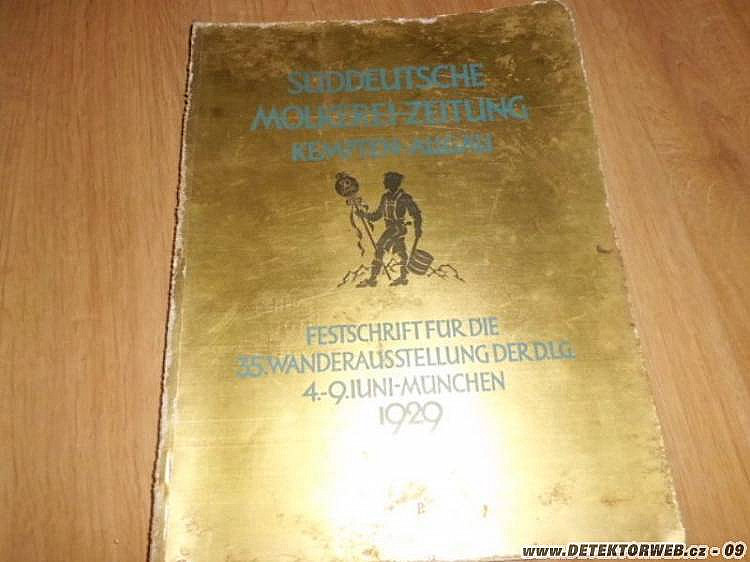 SÜDDEUTSCHE
MOLKEREI-ZEITUNG
KEMPTEN-ALLGÄU
FESTSCHRIFT FÜR DIE
35. WANDERAUSSTELLUNG DER D.L.G.
4.-9. IUNI-MÜNCHEN
1929
P.
www.DETEKTORWEB.cz - 09